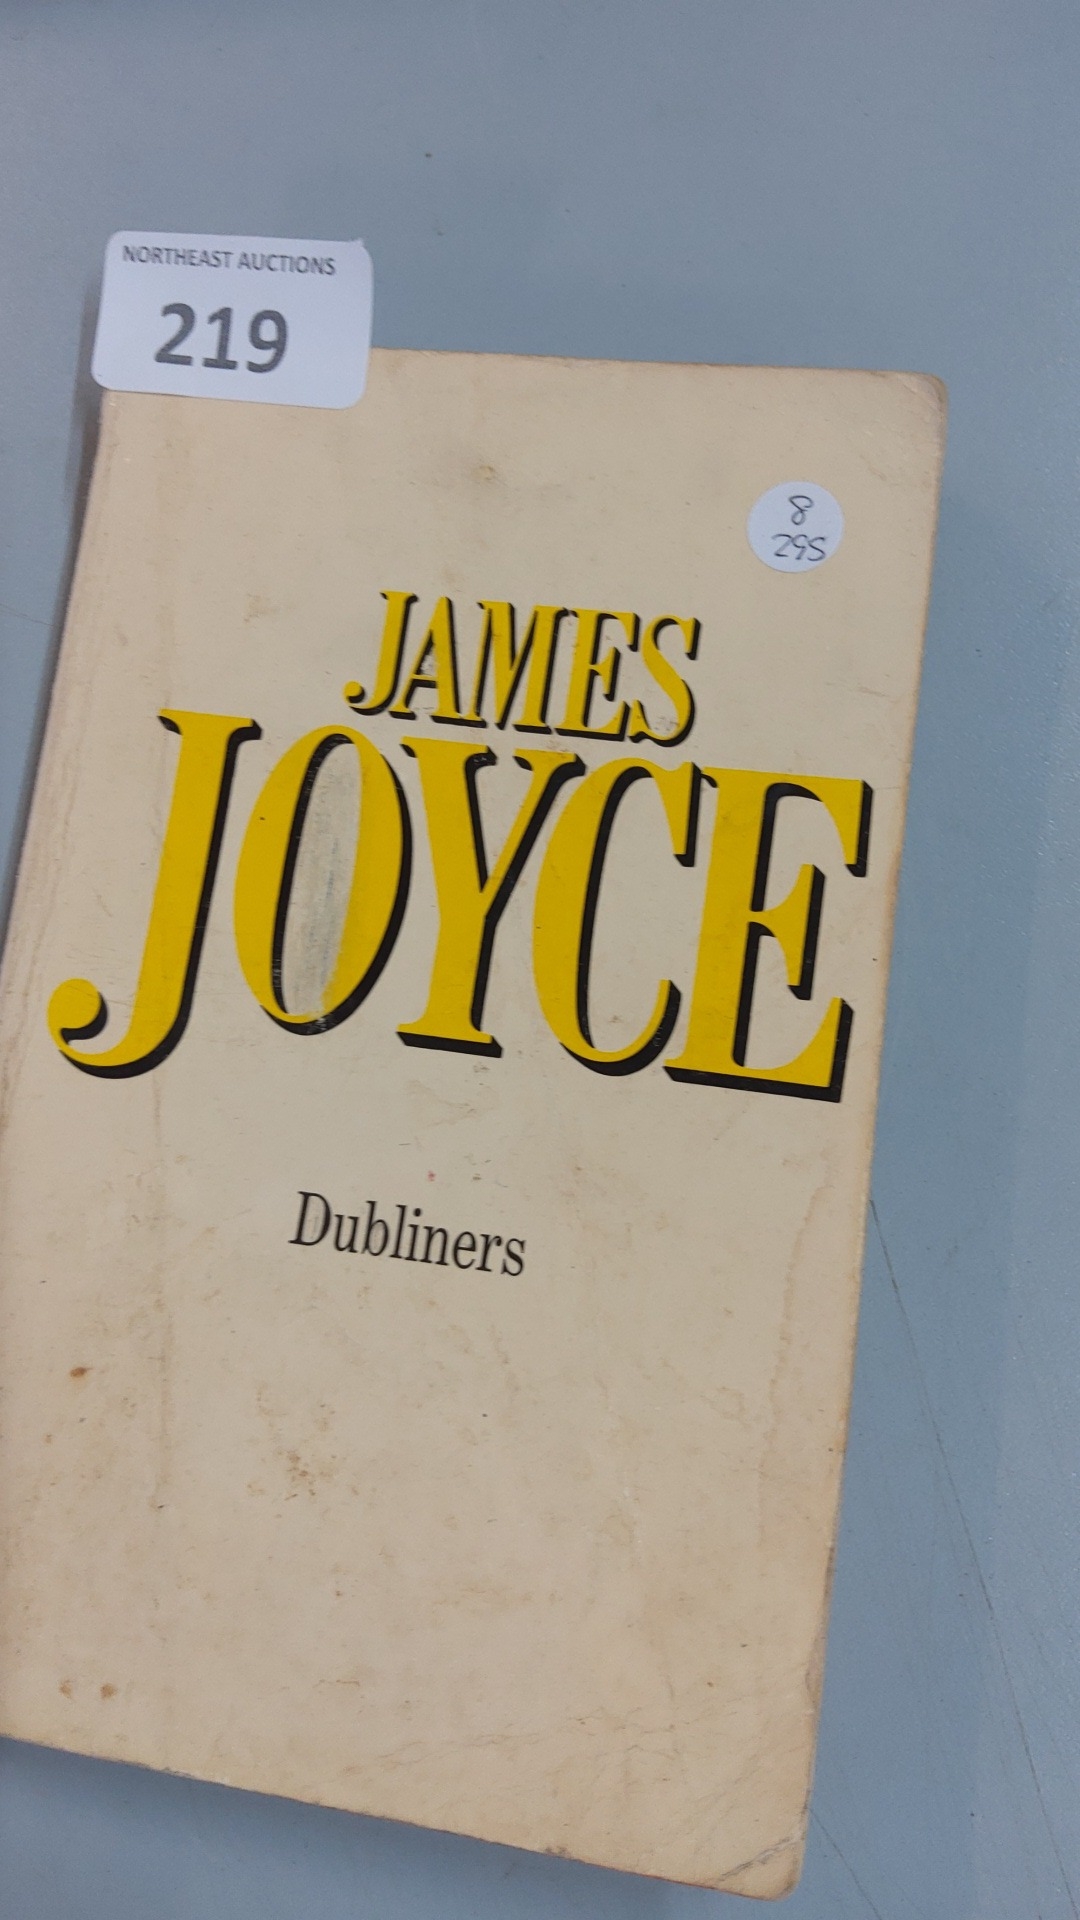 NORTHEAST AUCTIONS
219
8
295
JAMES
JOYCE
Dubliners